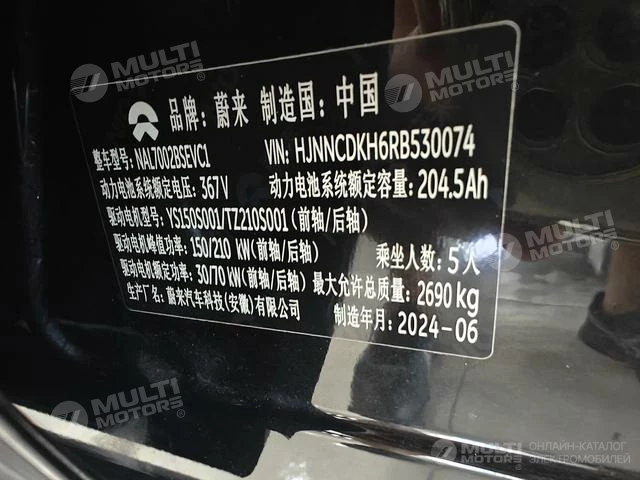 MULTI
MOTORS
MULTI
MOTORS
品牌: 蔚来 制造国: 中国
整车型号: NAL7002BSEVC1 VIN: HJNNCDKH6RB530074
动力电池系统额定电压: 367V 动力电池系统额定容量: 204.5Ah
驱动电机型号: YS150S001/TZ210S001 (前轴/后轴)
驱动电机峰值功率: 150/210 kW (前轴/后轴) 乘坐人数: 5人
驱动电机额定功率: 30/70 kW (前轴/后轴) 最大允许总质量: 2690 kg
生产厂名: 蔚来汽车科技(安徽)有限公司 制造年月: 2024-06
MULTI
MOTORS
MULTI
MOTORS
MULTI
MOTORS
ОНЛАЙН-КАТАЛОГ
ЭЛЕКТРОМОБИЛЕЙ